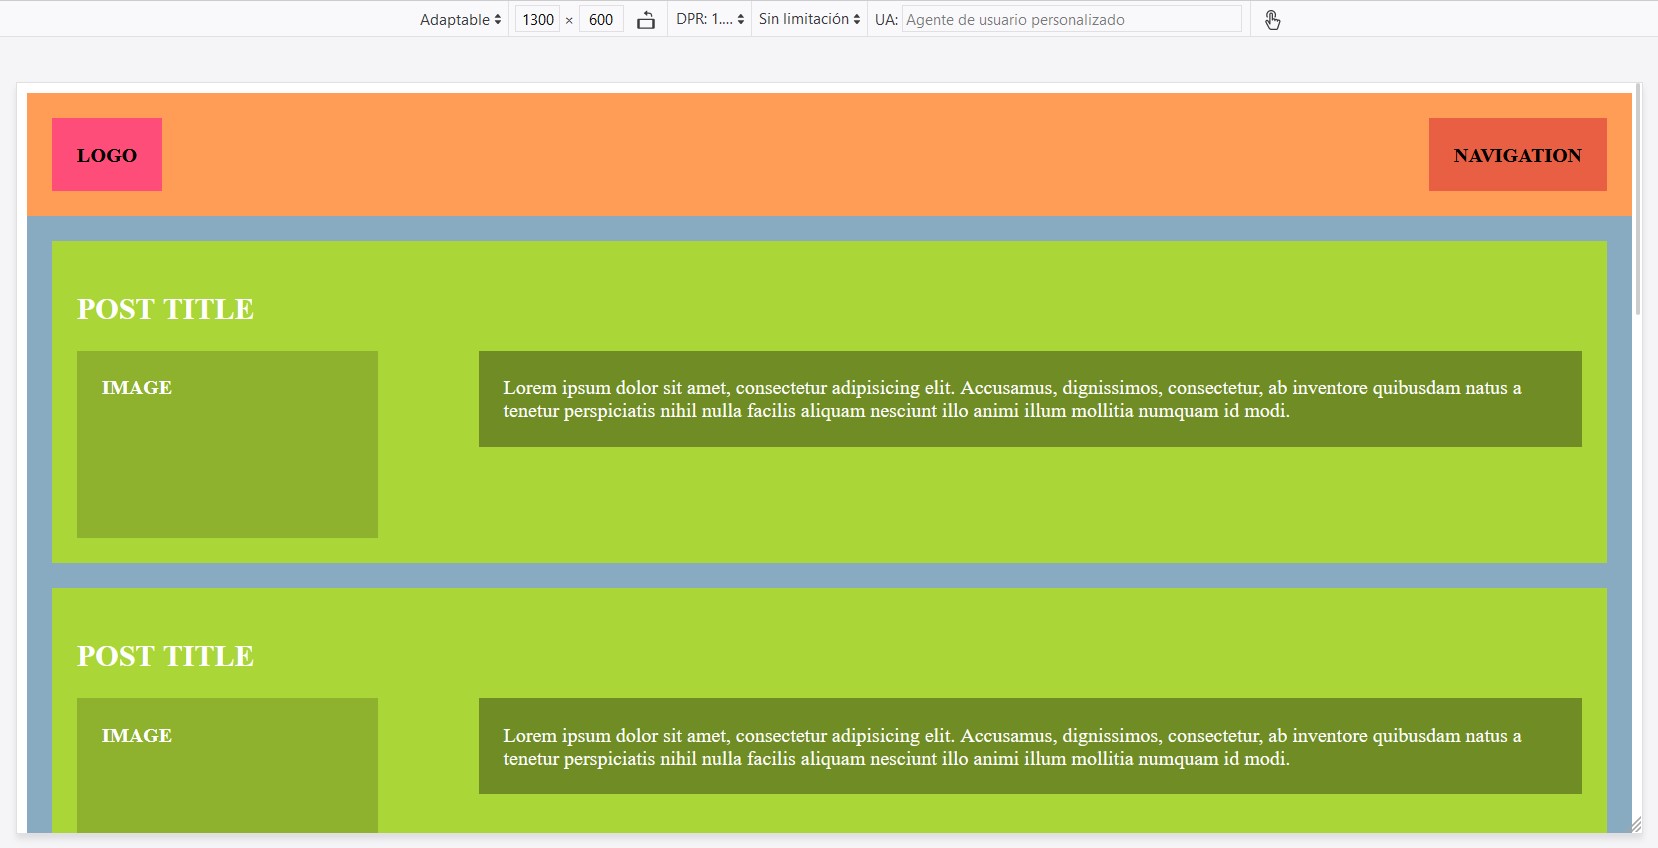 Adaptable 1300 × 600 DPR: 1.... Sin limitación UA: Agente de usuario personalizado
LOGO NAVIGATION
POST TITLE
IMAGE
Lorem ipsum dolor sit amet, consectetur adipisicing elit. Accusamus, dignissimos, consectetur, ab inventore quibusdam natus a
tenetur perspiciatis nihil nulla facilis aliquam nesciunt illo animi illum mollitia numquam id modi.
POST TITLE
IMAGE
Lorem ipsum dolor sit amet, consectetur adipisicing elit. Accusamus, dignissimos, consectetur, ab inventore quibusdam natus a
tenetur perspiciatis nihil nulla facilis aliquam nesciunt illo animi illum mollitia numquam id modi.